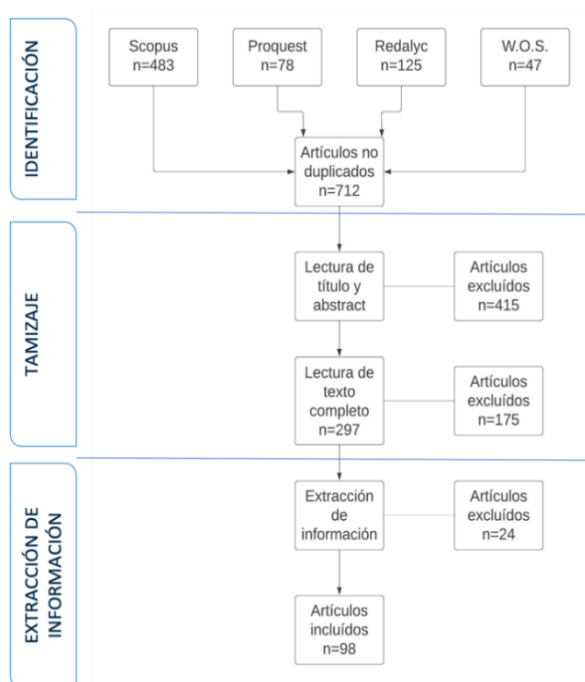 IDENTIFICACIÓN
Scopus
n=483
Proquest
n=78
Redalyc
n=125
W.O.S.
n=47
Artículos no
duplicados
n=712
TAMIZAJE
Lectura de
título y
abstract
Artículos
excluídos
n=415
Lectura de
texto
completo
n=297
Artículos
excluídos
n=175
EXTRACCIÓN DE
INFORMACIÓN
Extracción
de
información
Artículos
excluídos
n=24
Artículos
incluídos
n=98